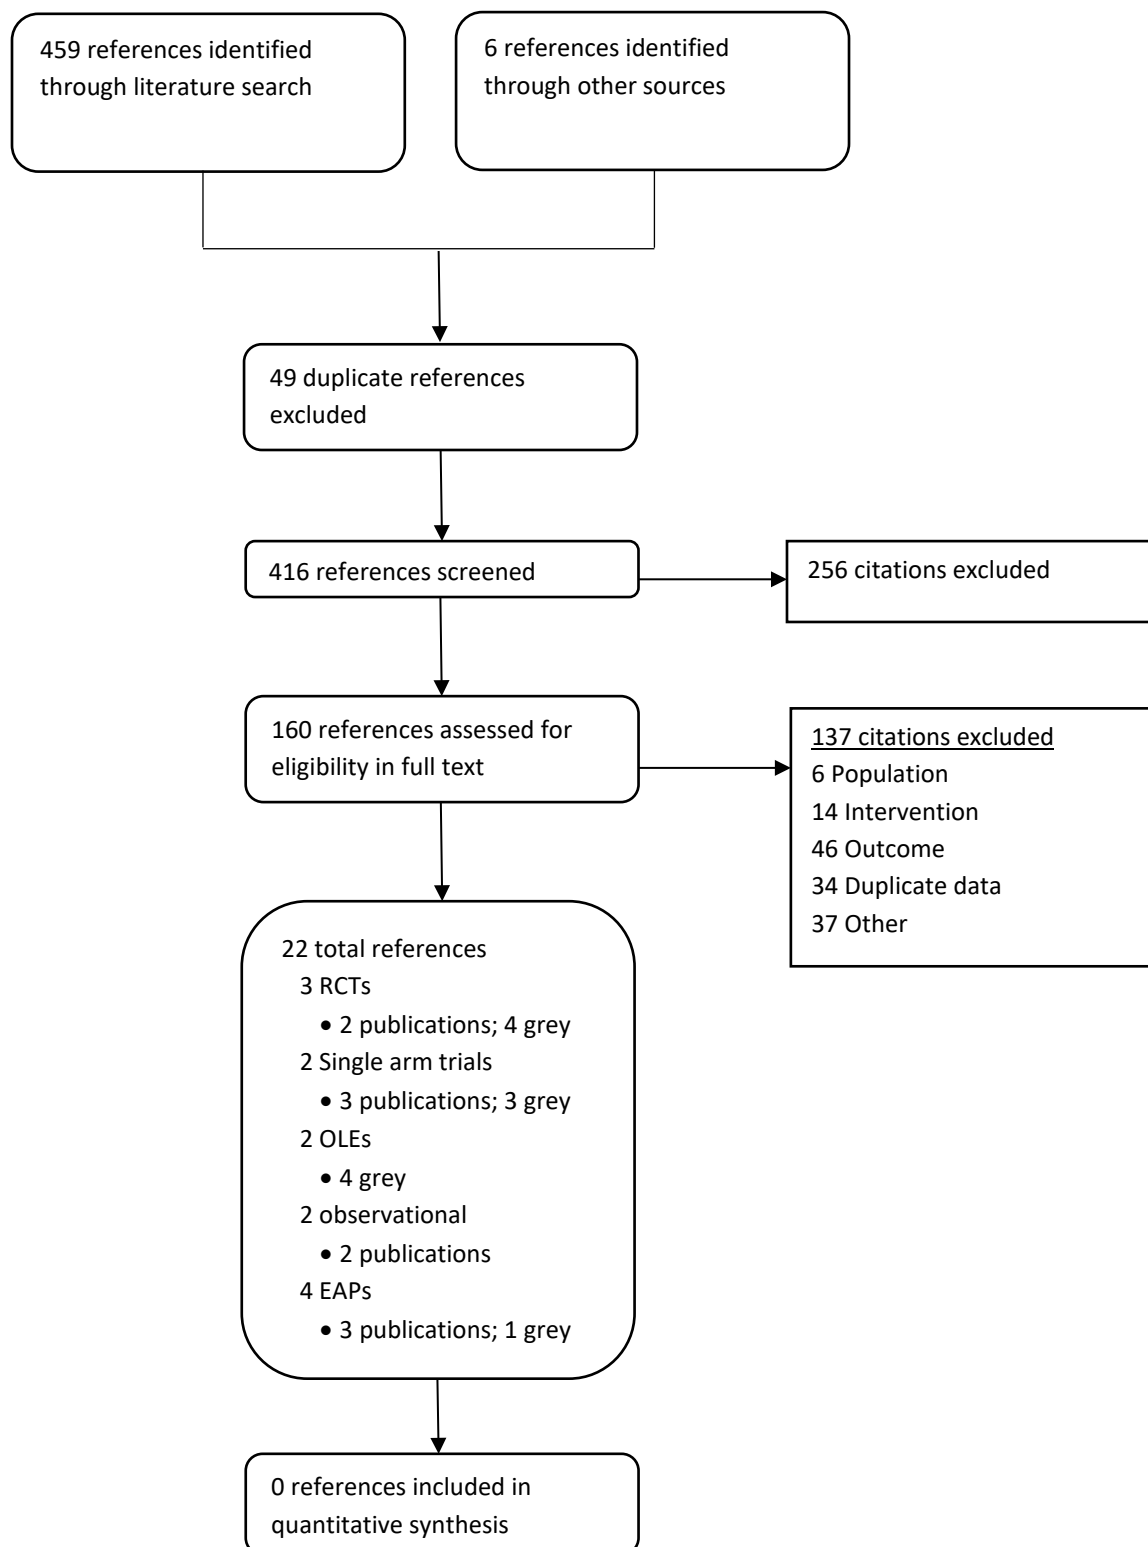 459 references identified
through literature search
6 references identified
through other sources
49 duplicate references
excluded
416 references screened
256 citations excluded
160 references assessed for
eligibility in full text
137 citations excluded
6 Population
14 Intervention
46 Outcome
34 Duplicate data
37 Other
22 total references
3 RCTs
• 2 publications; 4 grey
2 Single arm trials
• 3 publications; 3 grey
2 OLEs
• 4 grey
2 observational
• 2 publications
4 EAPs
• 3 publications; 1 grey
0 references included in
quantitative synthesis